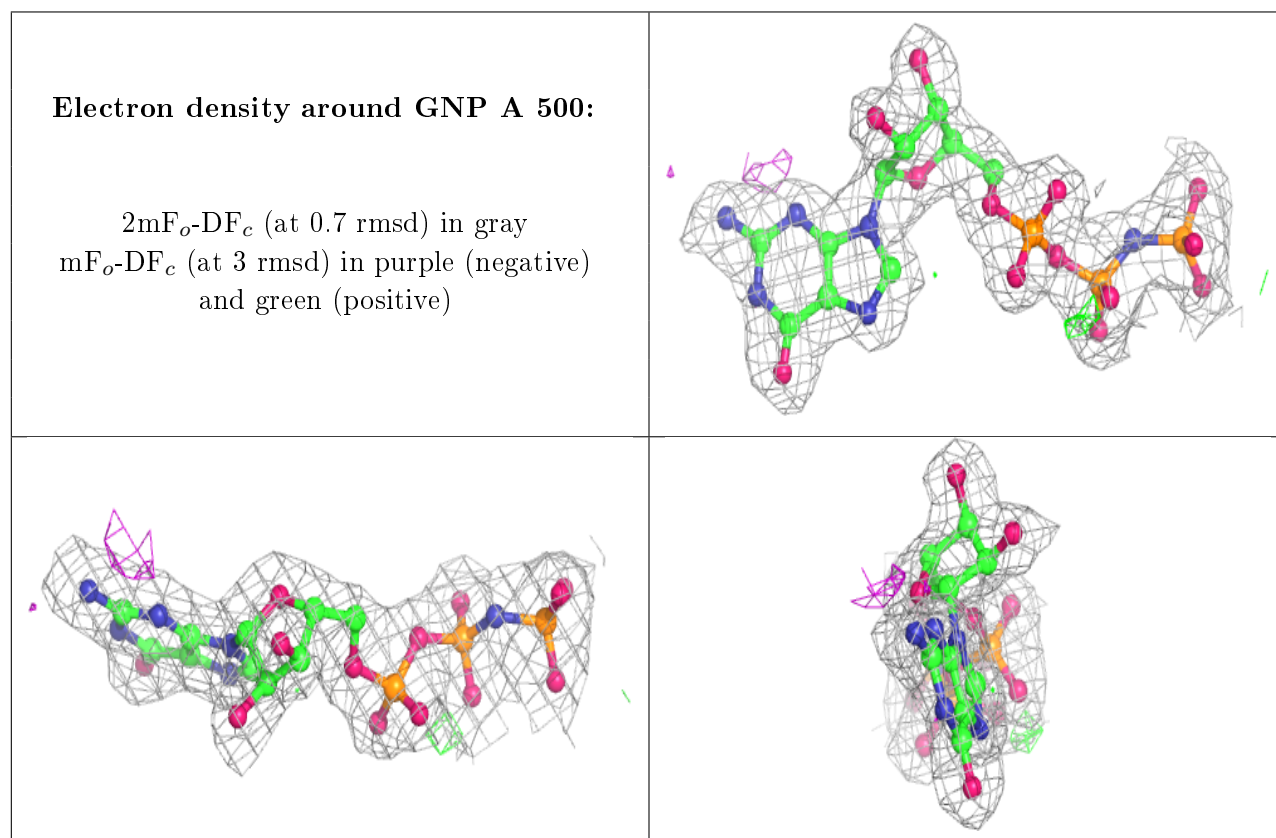 Electron density around GNP A 500:
2mFₒ-DF𝒸 (at 0.7 rmsd) in gray
mFₒ-DF𝒸 (at 3 rmsd) in purple (negative)
and green (positive)